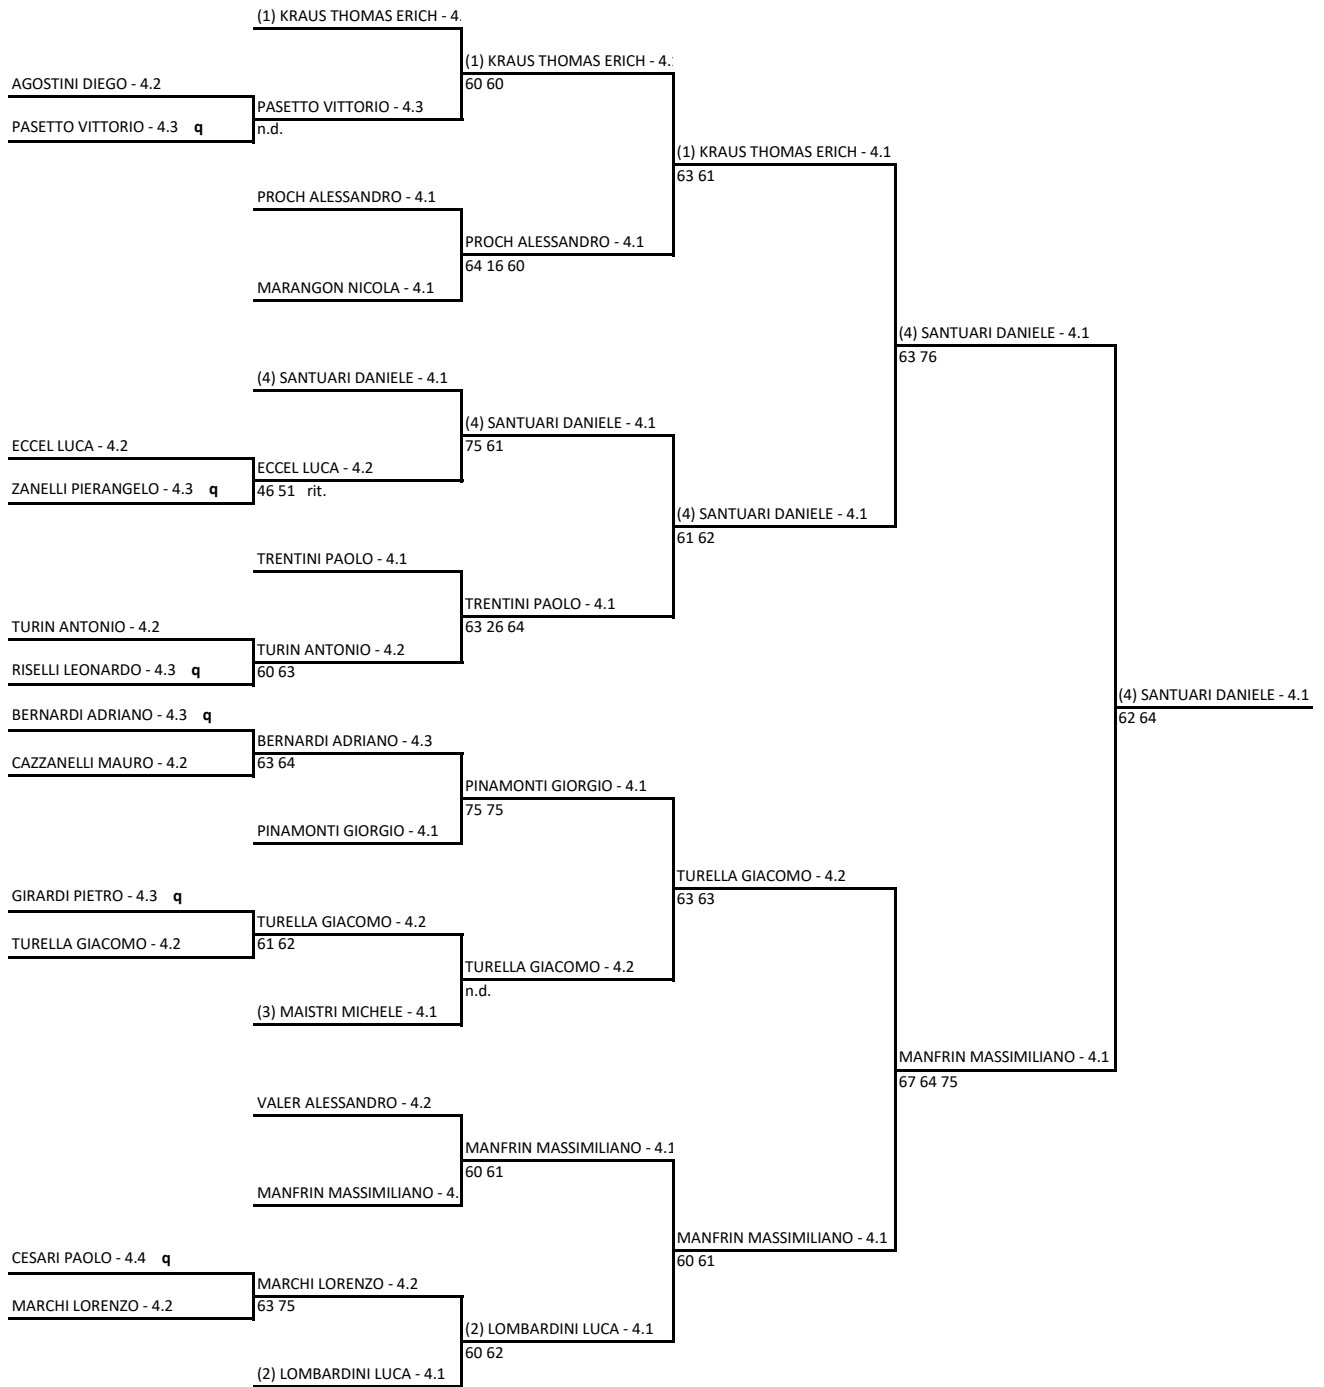 (1) KRAUS THOMAS ERICH - 4.
(1) KRAUS THOMAS ERICH - 4.
AGOSTINI DIEGO - 4.2
60 60
PASETTO VITTORIO - 4.3
PASETTO VITTORIO - 4.3 q
n.d.
(1) KRAUS THOMAS ERICH - 4.1
63 61
PROCH ALESSANDRO - 4.1
PROCH ALESSANDRO - 4.1
64 16 60
MARANGON NICOLA - 4.1
(4) SANTUARI DANIELE - 4.1
63 76
(4) SANTUARI DANIELE - 4.1
(4) SANTUARI DANIELE - 4.1
75 61
ECCEL LUCA - 4.2
ECCEL LUCA - 4.2
ZANELLI PIERANGELO - 4.3 q
46 51 rit.
(4) SANTUARI DANIELE - 4.1
61 62
TRENTINI PAOLO - 4.1
TRENTINI PAOLO - 4.1
63 26 64
TURIN ANTONIO - 4.2
TURIN ANTONIO - 4.2
RISELLI LEONARDO - 4.3 q
60 63
(4) SANTUARI DANIELE - 4.1
62 64
BERNARDI ADRIANO - 4.3 q
BERNARDI ADRIANO - 4.3
CAZZANELLI MAURO - 4.2
63 64
PINAMONTI GIORGIO - 4.1
75 75
PINAMONTI GIORGIO - 4.1
TURELLA GIACOMO - 4.2
63 63
GIRARDI PIETRO - 4.3 q
TURELLA GIACOMO - 4.2
TURELLA GIACOMO - 4.2
61 62
TURELLA GIACOMO - 4.2
n.d.
(3) MAISTRI MICHELE - 4.1
MANFRIN MASSIMILIANO - 4.1
67 64 75
VALER ALESSANDRO - 4.2
MANFRIN MASSIMILIANO - 4.1
60 61
MANFRIN MASSIMILIANO - 4.
MANFRIN MASSIMILIANO - 4.1
60 61
CESARI PAOLO - 4.4 q
MARCHI LORENZO - 4.2
MARCHI LORENZO - 4.2
63 75
(2) LOMBARDINI LUCA - 4.1
60 62
(2) LOMBARDINI LUCA - 4.1